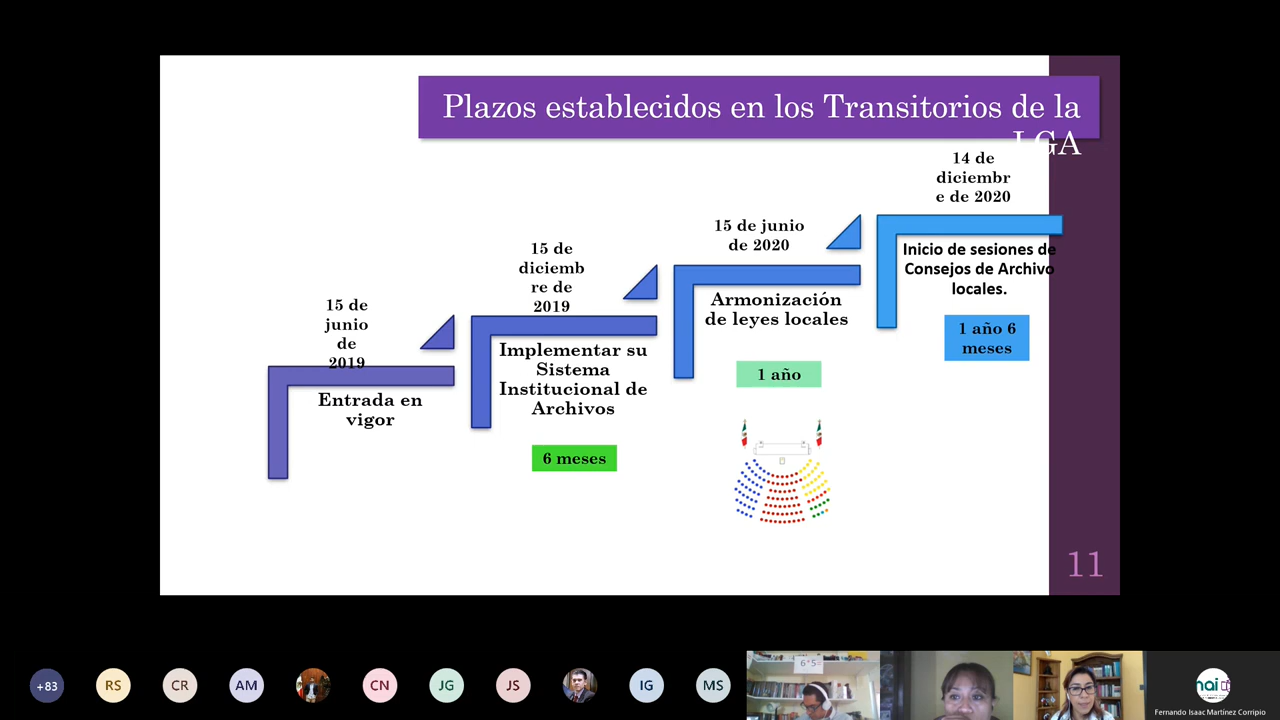 Plazos establecidos en los Transitorios de la
LGA
14 de
diciembr
e de 2020
15 de junio
de 2020
15 de
diciemb
re de
2019
15 de
junio
de
2019
Inicio de sesiones de
Consejos de Archivo
locales.
Armonización
de leyes locales
Implementar su
Sistema
Institucional de
Archivos
Entrada en
vigor
1 año 6
meses
1 año
6 meses
11
+83
RS
CR
AM
CN
JG
JS
IG
MS
nai
Fernando Isaac Martínez Corripio